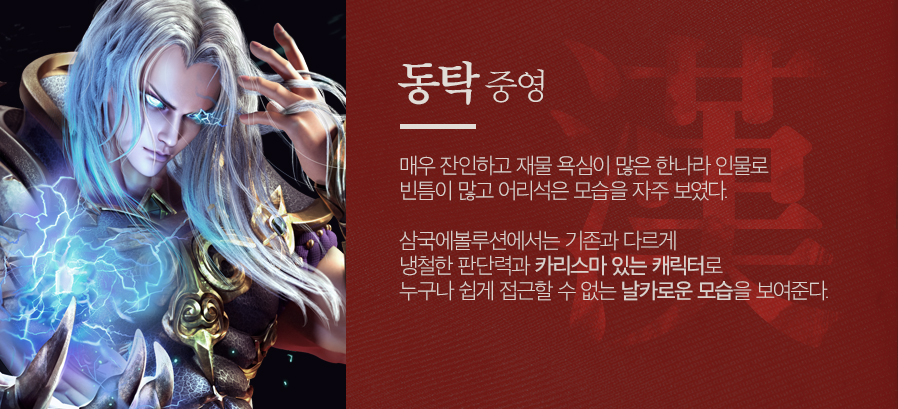 동탁 중영
매우 잔인하고 재물 욕심이 많은 한나라 인물로
빈틈이 많고 어리석은 모습을 자주 보였다.
삼국에볼루션에서는 기존과 다르게
냉철한 판단력과 카리스마 있는 캐릭터로
누구나 쉽게 접근할 수 없는 날카로운 모습을 보여준다.
漢